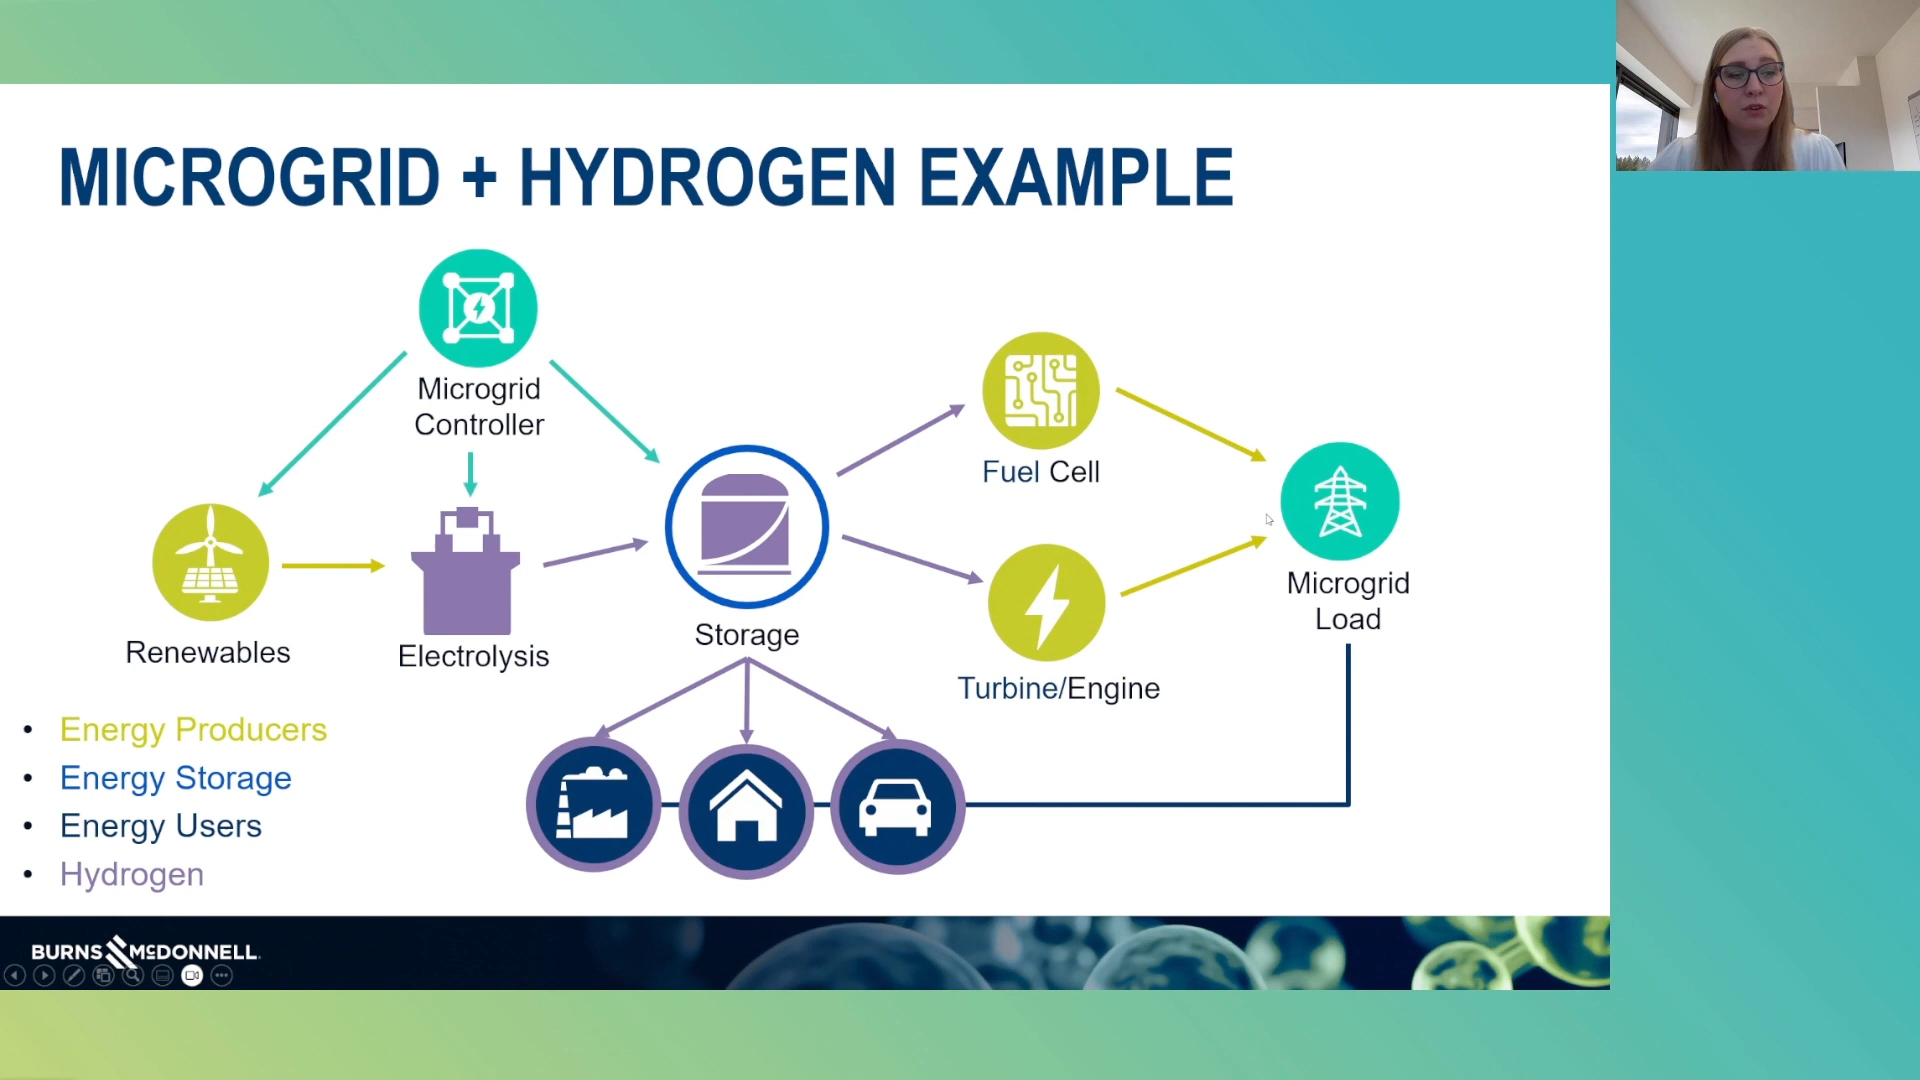 MICROGRID + HYDROGEN EXAMPLE
Microgrid
Controller
Fuel Cell
Renewables
Electrolysis
Storage
Turbine/Engine
Microgrid
Load
• Energy Producers
• Energy Storage
• Energy Users
• Hydrogen
BURNS McDONNELL